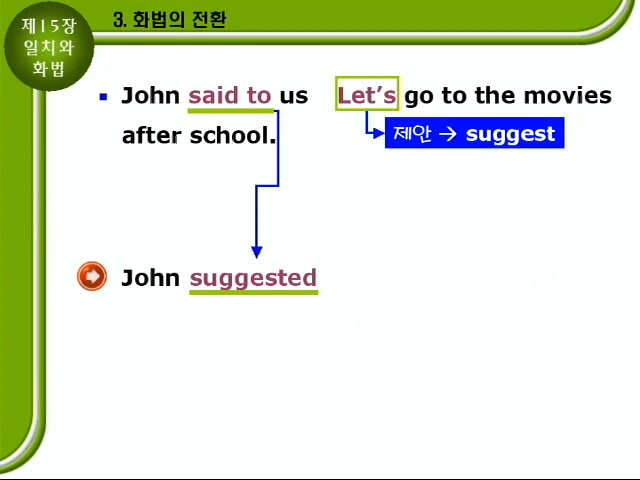 제15장
일치와
화법
3. 화법의 전환
John said to us Let's go to the movies
after school.
제안 → suggest
John suggested